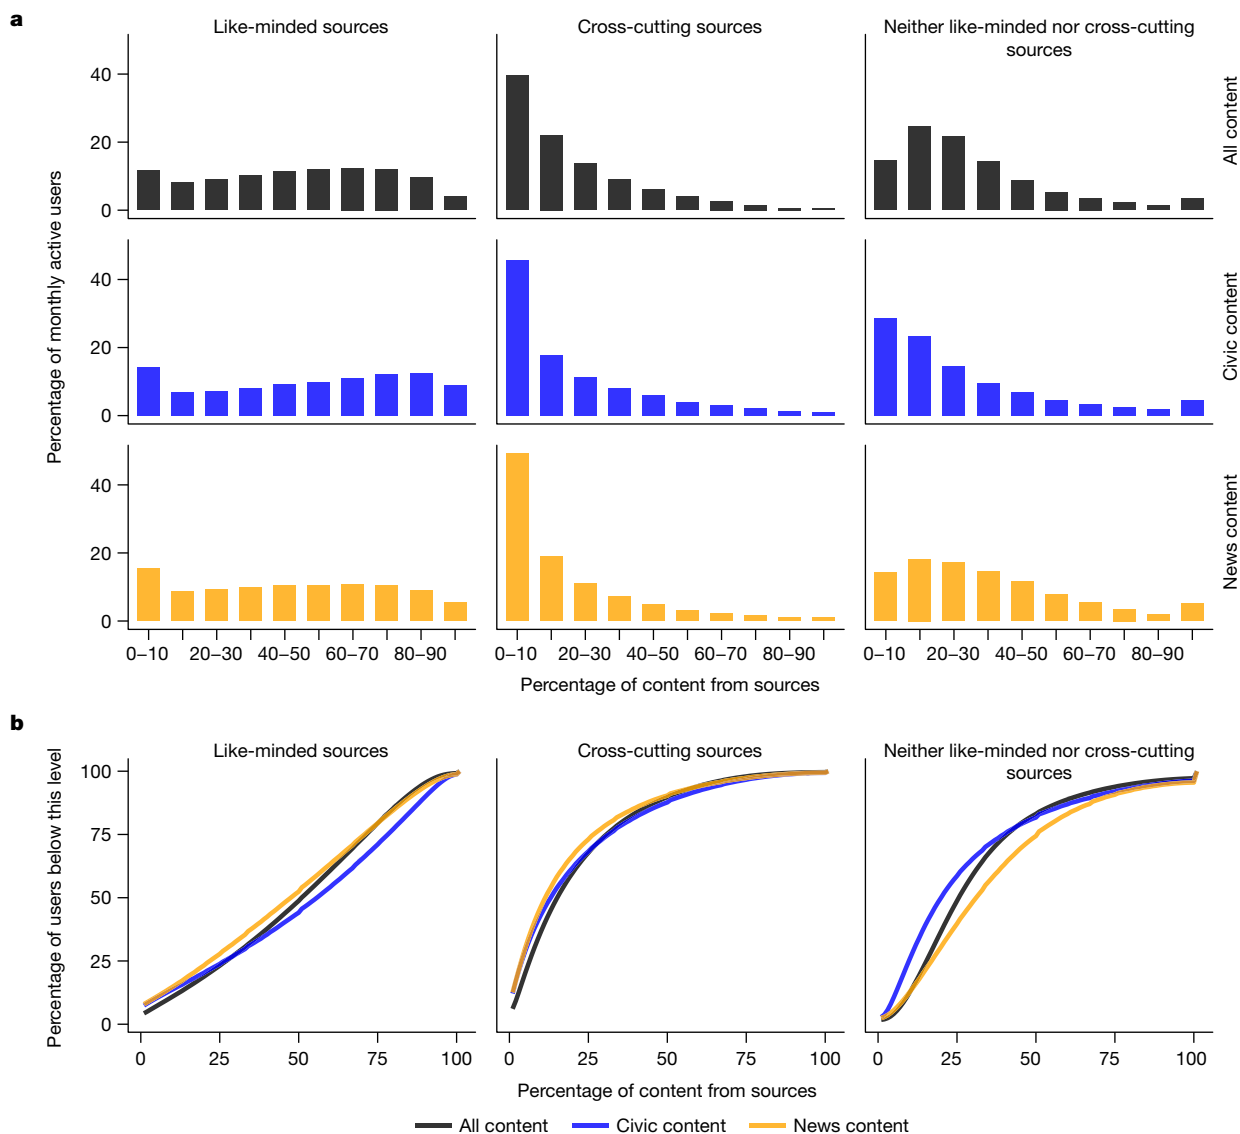 a
Like-minded sources
Cross-cutting sources
Neither like-minded nor cross-cutting
sources
Percentage of monthly active users
40
20
0
All content
40
20
0
Civic content
40
20
0
News content
0–10 20–30 40–50 60–70 80–90
0–10 20–30 40–50 60–70 80–90
0–10 20–30 40–50 60–70 80–90
Percentage of content from sources
b
Like-minded sources
Cross-cutting sources
Neither like-minded nor cross-cutting
sources
Percentage of users below this level
100
75
50
25
0
0 25 50 75 100
0 25 50 75 100
0 25 50 75 100
Percentage of content from sources
All content Civic content News content